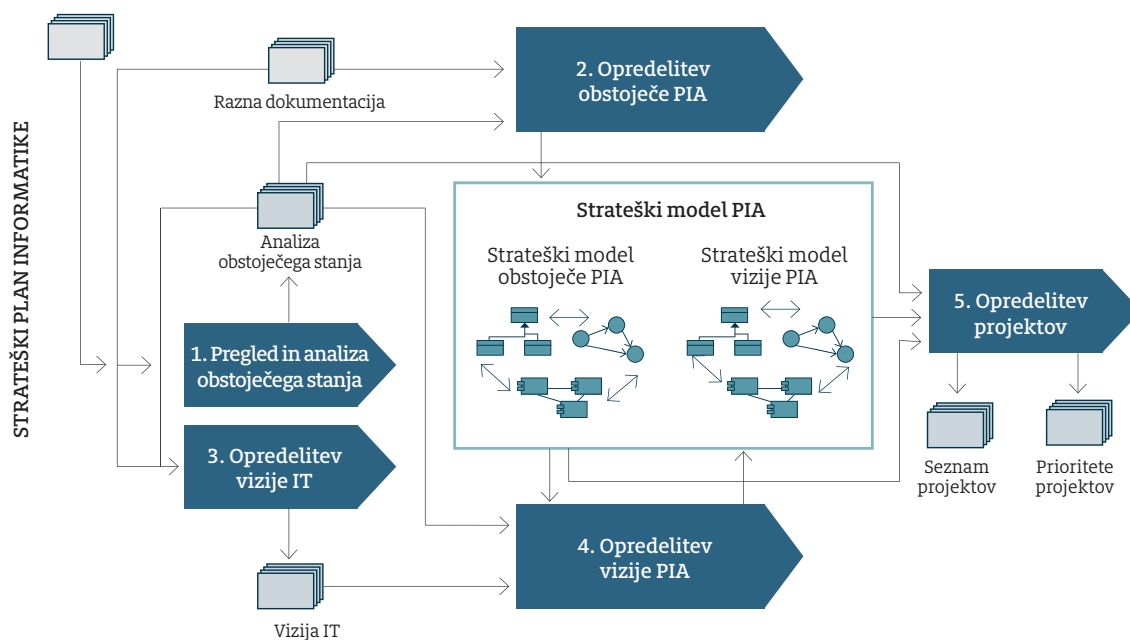 STRATEŠKI PLAN INFORMATIKE
Razna dokumentacija
2. Opredelitev
obstoječe PIA
Analiza
obstoječega stanja
1. Pregled in analiza
obstoječega stanja
3. Opredelitev
vizije IT
Vizija IT
Strateški model PIA
Strateški model
obstoječe PIA
Strateški model
vizije PIA
4. Opredelitev
vizije PIA
5. Opredelitev
projektov
Seznam
projektov
Prioritete
projektov